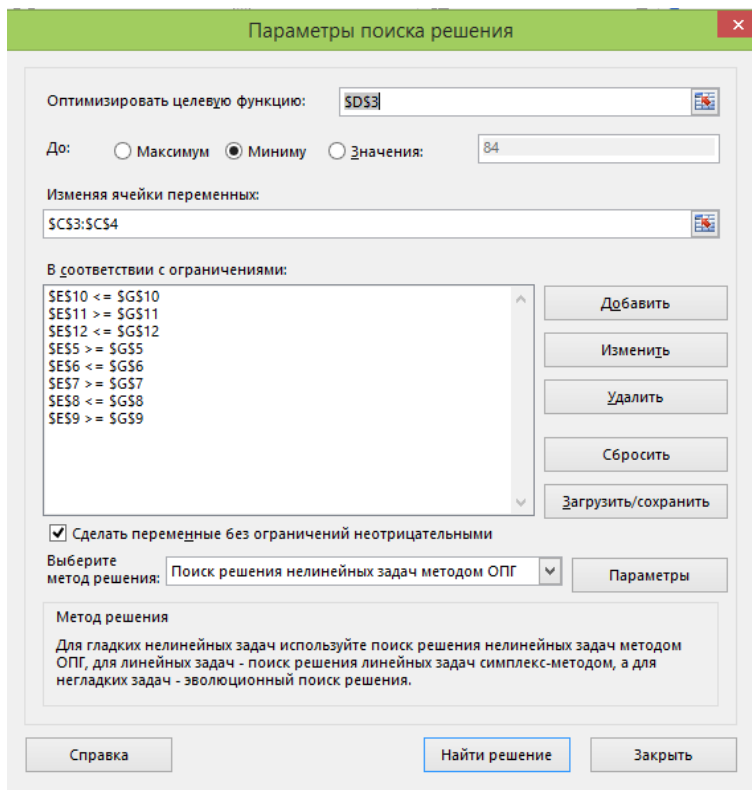 Параметры поиска решения
Оптимизировать целевую функцию: $D$3
До: Максимум Миниму Значения: 84
Изменяя ячейки переменных:
$C$3:$C$4
В соответствии с ограничениями:
$E$10 <= $G$10
$E$11 >= $G$11
$E$12 <= $G$12
$E$5 >= $G$5
$E$6 <= $G$6
$E$7 >= $G$7
$E$8 <= $G$8
$E$9 >= $G$9
Добавить
Изменить
Удалить
Сбросить
Загрузить/сохранить
Сделать переменные без ограничений неотрицательными
Выберите
метод решения: Поиск решения нелинейных задач методом ОПГ Параметры
Метод решения
Для гладких нелинейных задач используйте поиск решения нелинейных задач методом
ОПГ, для линейных задач - поиск решения линейных задач симплекс-методом, а для
негладких задач - эволюционный поиск решения.
Справка Найти решение Закрыть